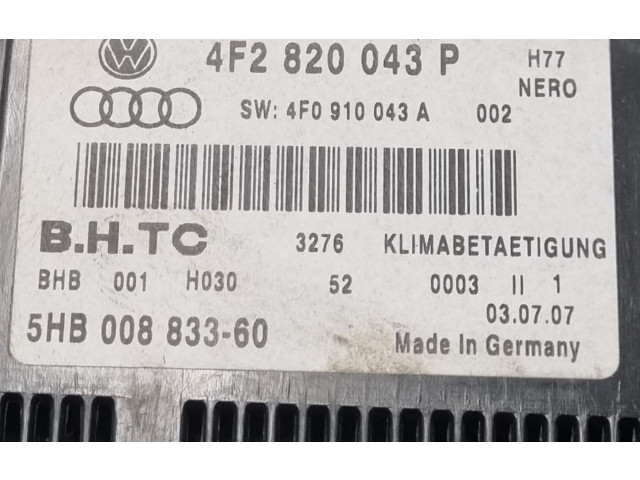 4F2 820 043 P H77
NERO
SW: 4F0 910 043 A 002
B.H.TC 3276 KLIMABETAETIGUNG
BHB 001 H030 52 0003 II 1
03.07.07
5HB 008 833-60 Made In Germany